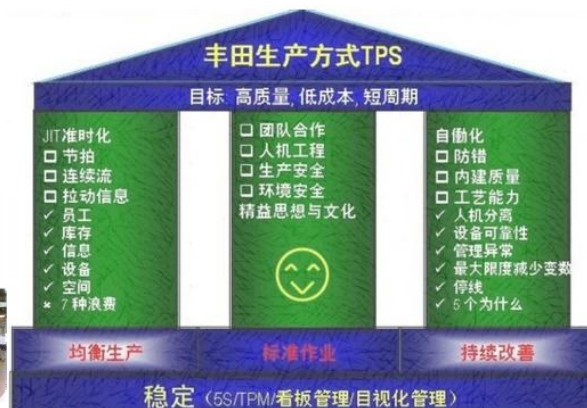 丰田生产方式TPS
目标: 高质量, 低成本, 短周期
JIT准时化
□ 节拍
□ 连续流
□ 拉动信息
✓ 员工
✓ 库存
✓ 信息
✓ 设备
✓ 空间
× 7 种浪费
□ 团队合作
□ 人机工程
□ 生产安全
□ 环境安全
精益思想与文化
自働化
□ 防错
□ 内建质量
□ 工艺能力
✓ 人机分离
✓ 设备可靠性
✓ 管理异常
✓ 最大限度减少变数
✓ 停线
✓ 5 个为什么
均衡生产
标准作业
持续改善
稳定（5S/TPM/看板管理/目视化管理）